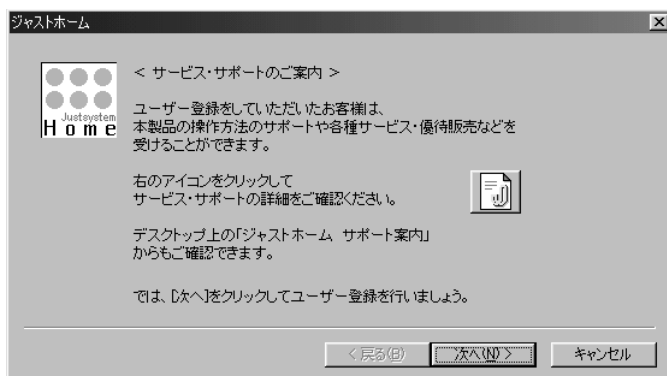 ジャストホーム
Justsystem
Home
< サービス・サポートのご案内 >
ユーザー登録をしていただいたお客様は、
本製品の操作方法のサポートや各種サービス・優待販売などを
受けることができます。
右のアイコンをクリックして
サービス・サポートの詳細をご確認ください。
デスクトップ上の「ジャストホーム サポート案内」
からもご確認できます。
では、[次へ]をクリックしてユーザー登録を行いましょう。
< 戻る(B)
次へ(N) >
キャンセル